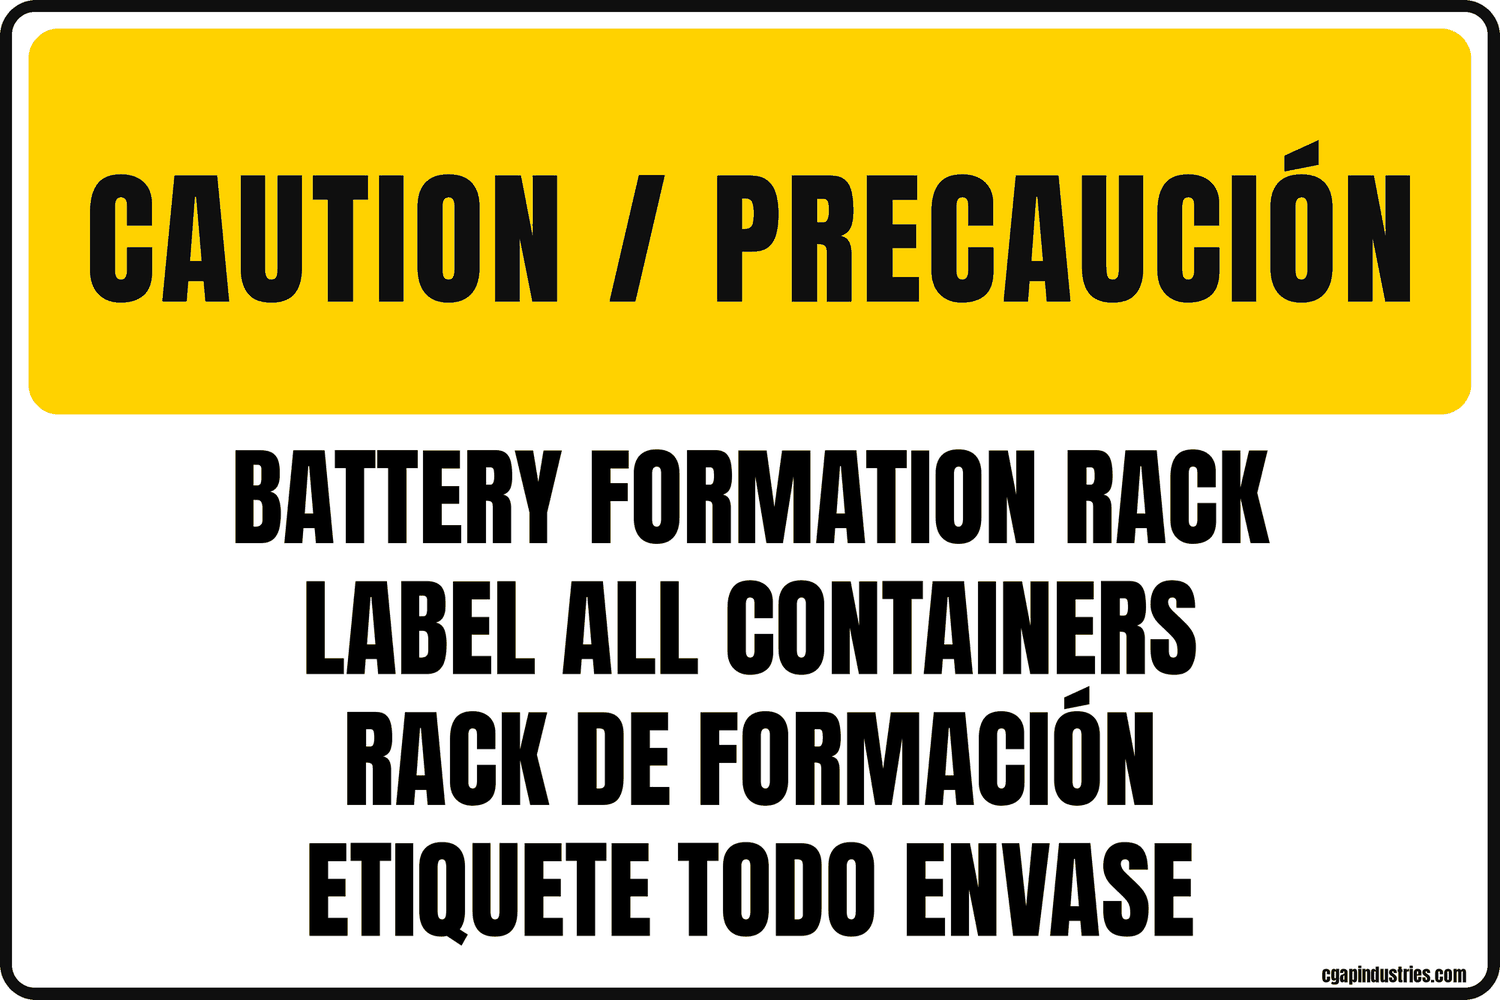 CAUTION / PRECAUCIÓN
BATTERY FORMATION RACK
LABEL ALL CONTAINERS
RACK DE FORMACIÓN
ETIQUETE TODO ENVASE
cgapindustries.com